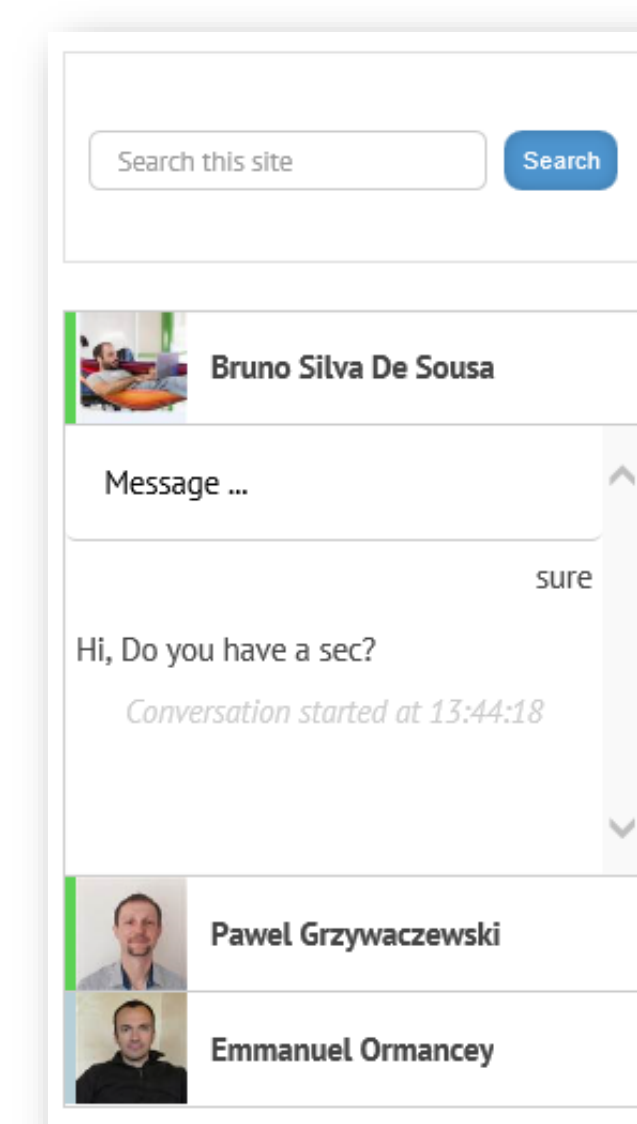 Search this site
Search
Bruno Silva De Sousa
Message ...
sure
Hi, Do you have a sec?
Conversation started at 13:44:18
Pawel Grzywaczewski
Emmanuel Ormancey